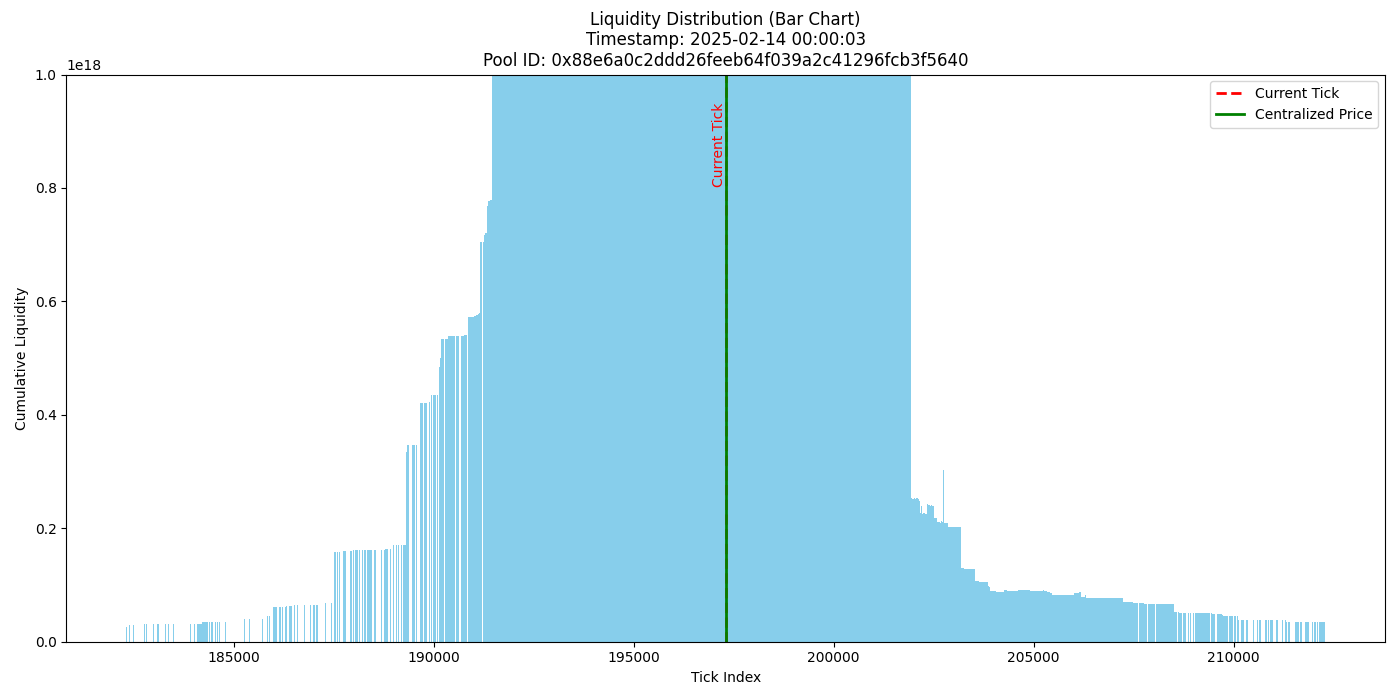 Liquidity Distribution (Bar Chart)
Timestamp: 2025-02-14 00:00:03
Pool ID: 0x88e6a0c2ddd26feeb64f039a2c41296fcb3f5640
1e18
1.0
0.8
0.6
0.4
0.2
0.0
Cumulative Liquidity
Current Tick
Current Tick
Centralized Price
185000
190000
195000
200000
205000
210000
Tick Index